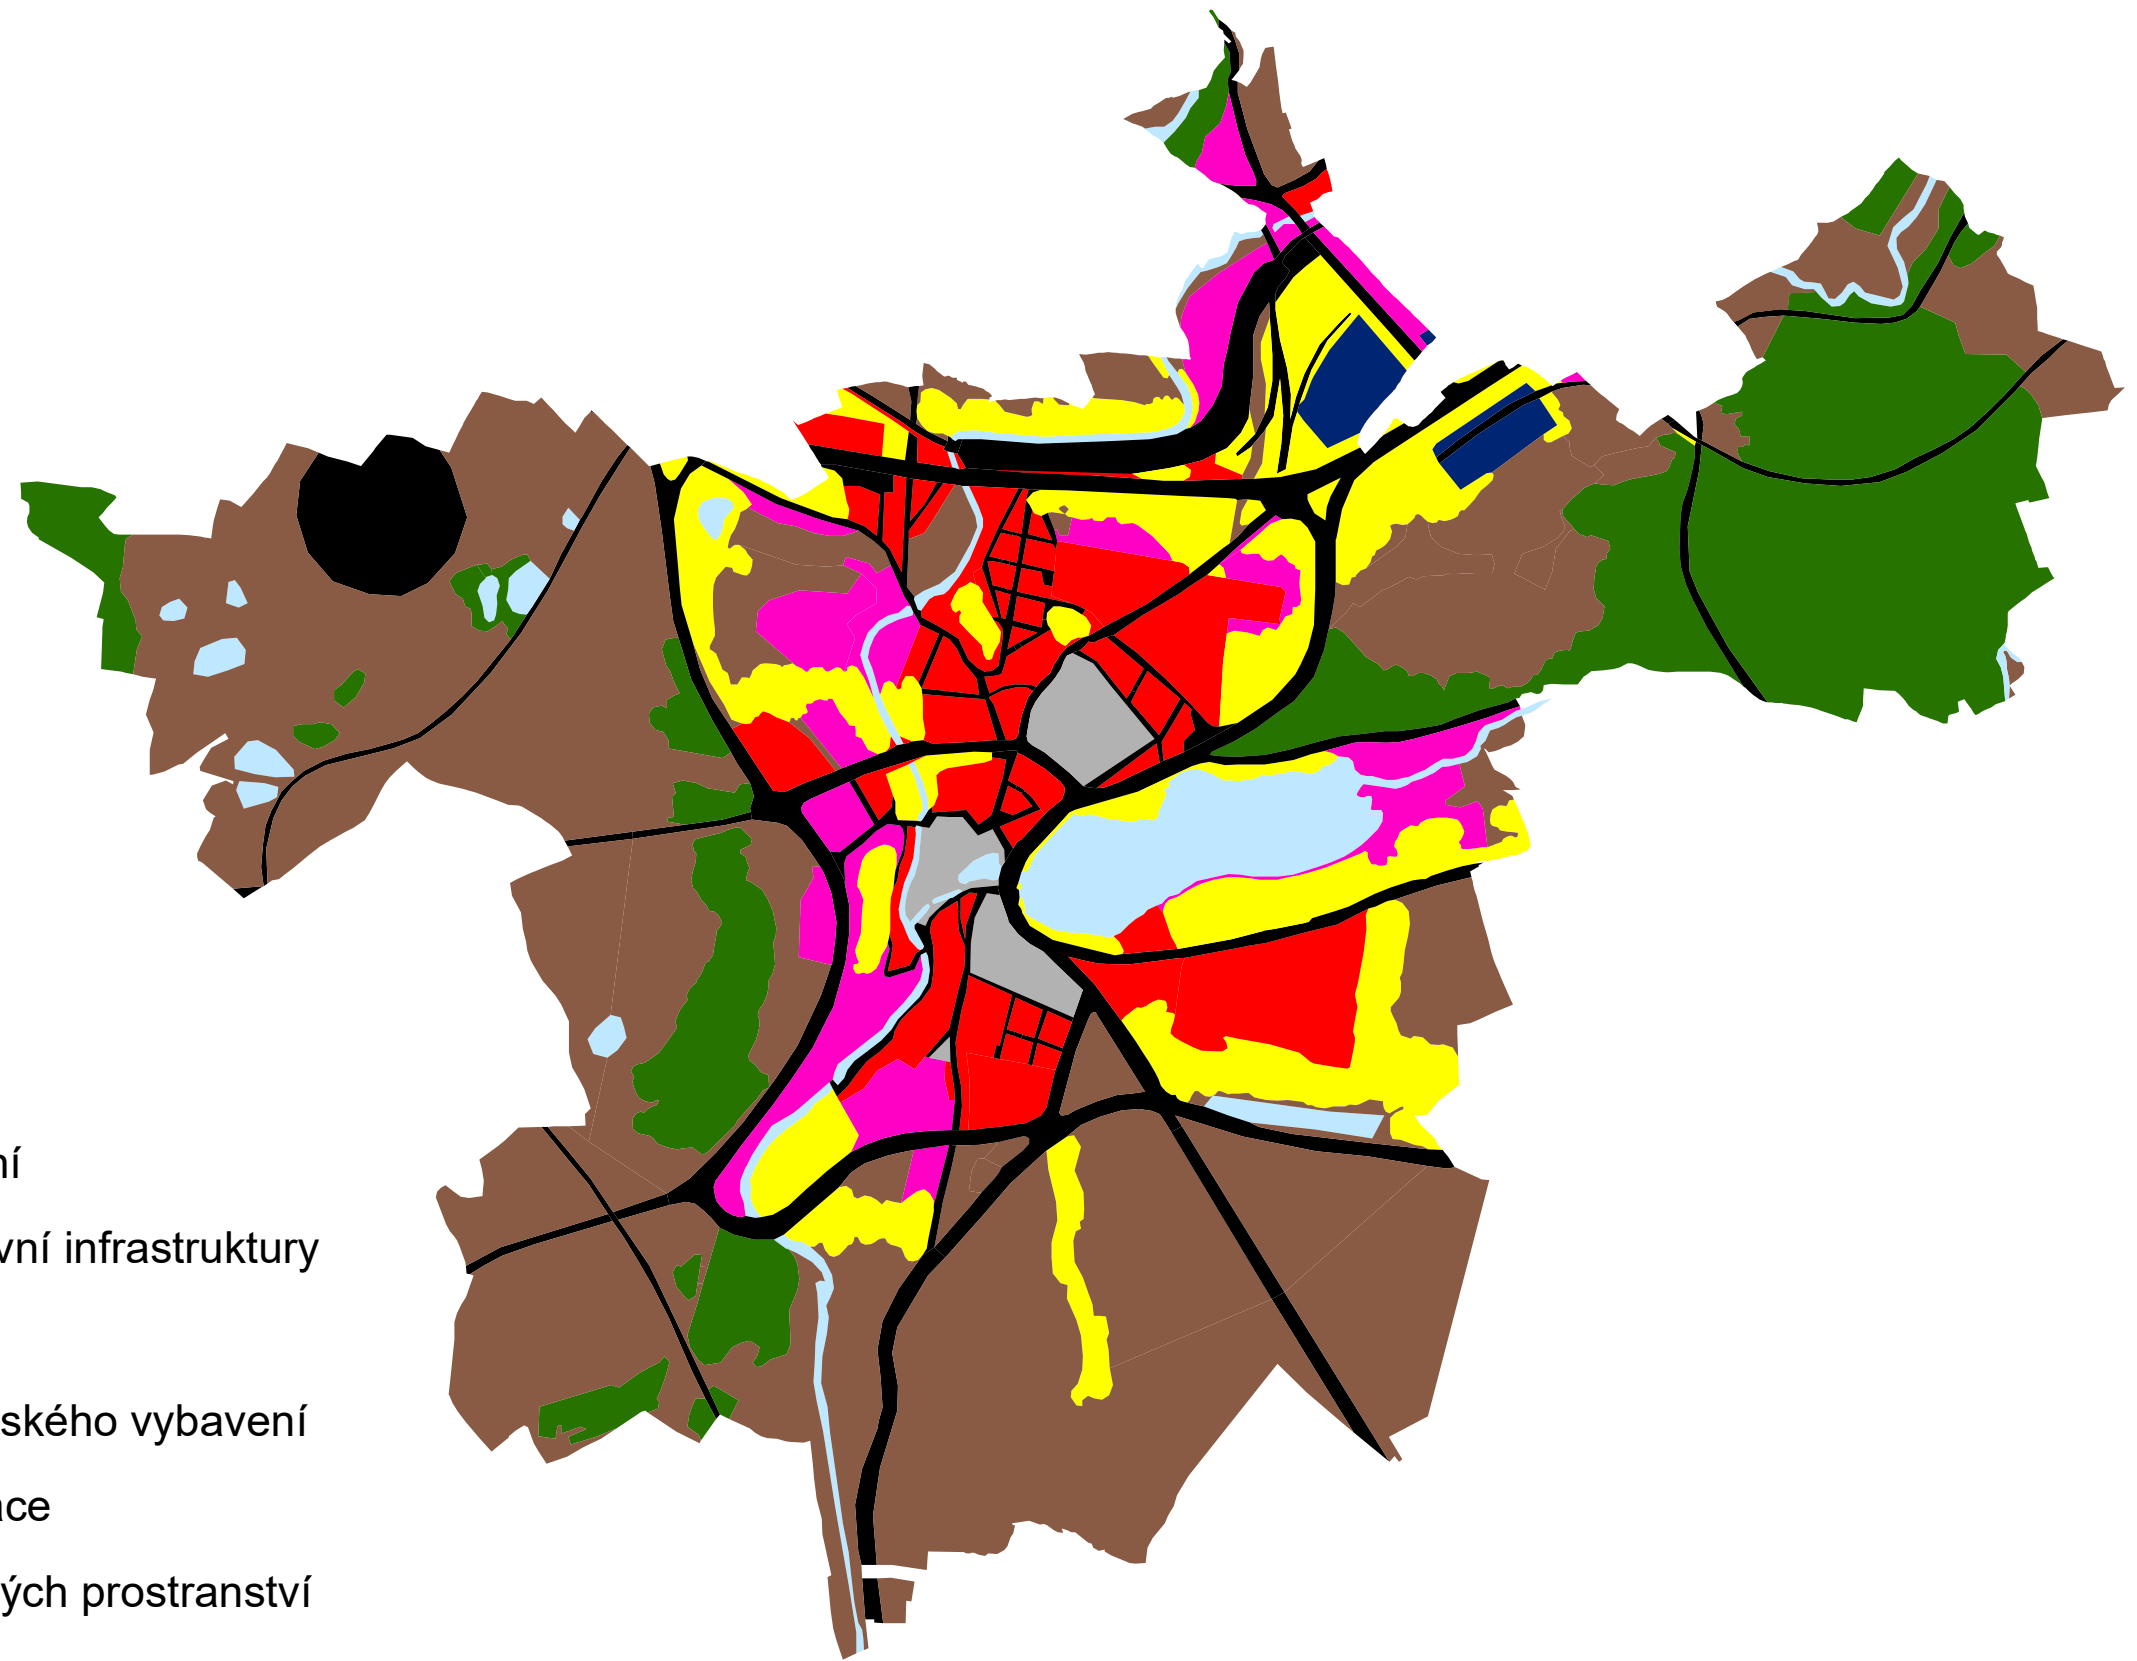 ní
vní infrastruktury
ského vybavení
ace
ých prostranství